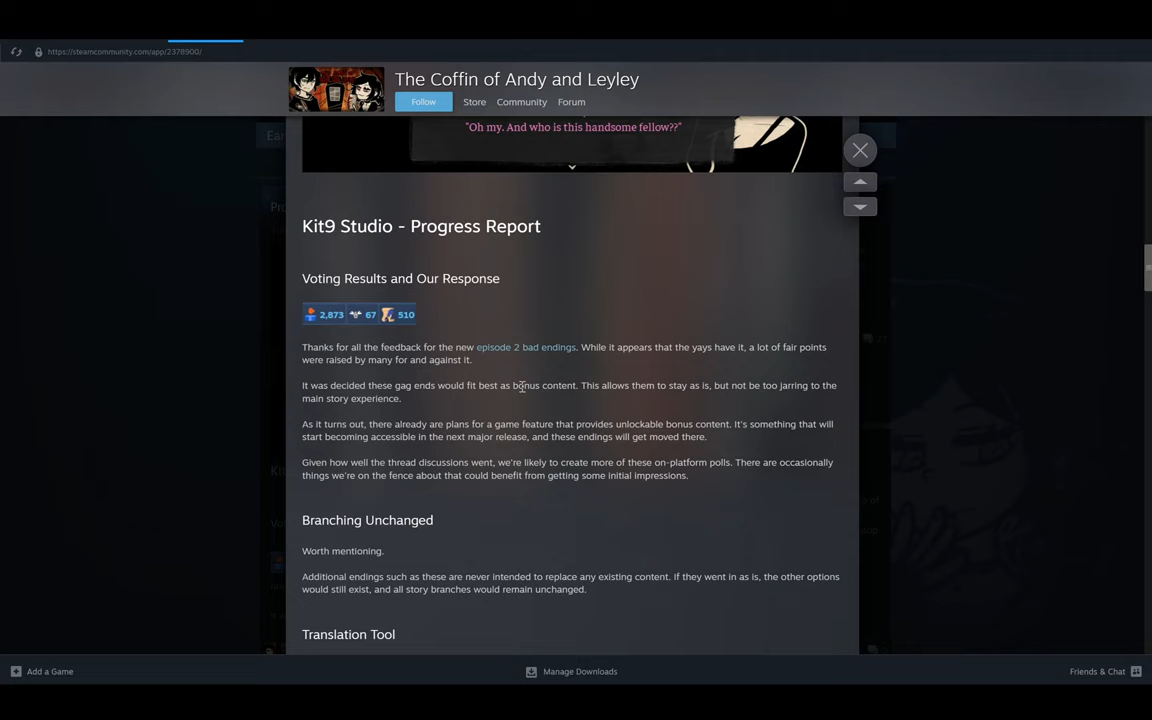 https://steamcommunity.com/app/2378900/
The Coffin of Andy and Leyley
Follow Store Community Forum
"Oh my. And who is this handsome fellow??"
Kit9 Studio - Progress Report
Voting Results and Our Response
2,873 67 510
Thanks for all the feedback for the new episode 2 bad endings. While it appears that the yays have it, a lot of fair points
were raised by many for and against it.
It was decided these gag ends would fit best as bonus content. This allows them to stay as is, but not be too jarring to the
main story experience.
As it turns out, there already are plans for a game feature that provides unlockable bonus content. It's something that will
start becoming accessible in the next major release, and these endings will get moved there.
Given how well the thread discussions went, we're likely to create more of these on-platform polls. There are occasionally
things we're on the fence about that could benefit from getting some initial impressions.
Branching Unchanged
Worth mentioning.
Additional endings such as these are never intended to replace any existing content. If they went in as is, the other options
would still exist, and all story branches would remain unchanged.
Translation Tool
Add a Game
Manage Downloads
Friends & Chat